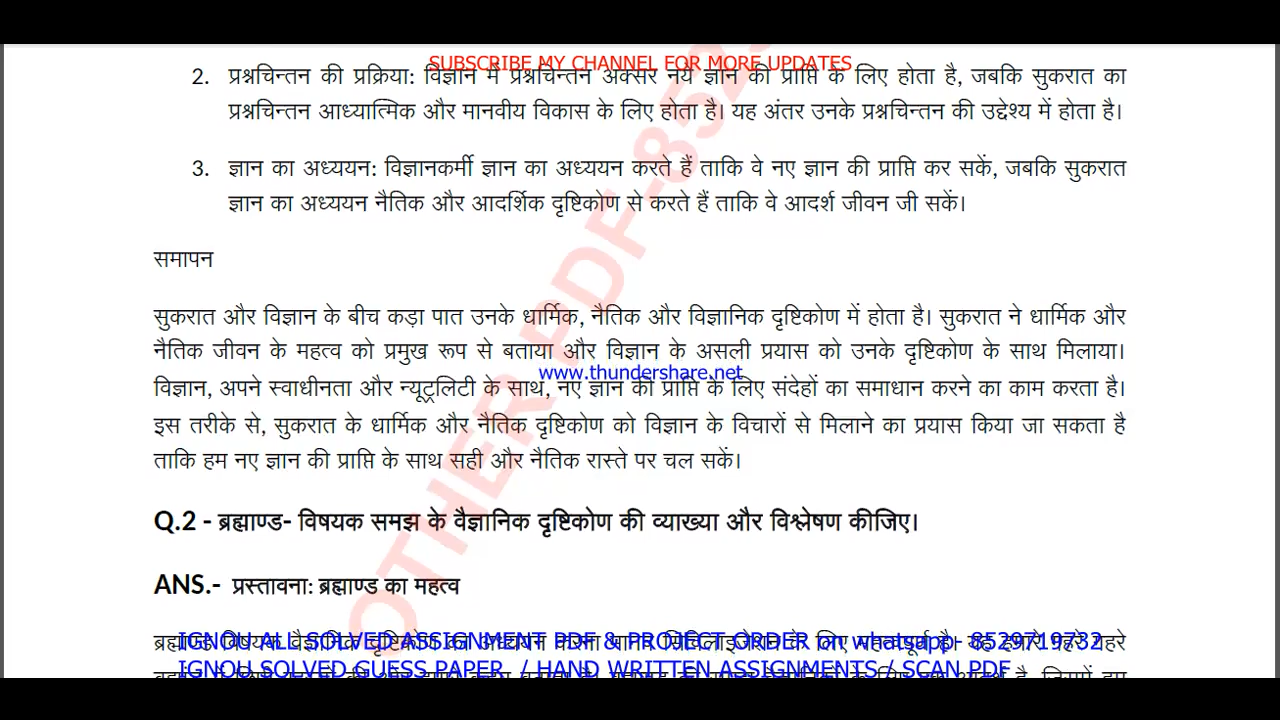 SUBSCRIBE MY CHANNEL FOR MORE UPDATES
2. प्रश्नचिन्तन की प्रक्रिया: विज्ञान में प्रश्नचिन्तन अक्सर नये ज्ञान की प्राप्ति के लिए होता है, जबकि सुकरात का
प्रश्नचिन्तन आध्यात्मिक और मानवीय विकास के लिए होता है। यह अंतर उनके प्रश्नचिन्तन की उद्देश्य में होता है।
3. ज्ञान का अध्ययन: विज्ञानकर्मी ज्ञान का अध्ययन करते हैं ताकि वे नए ज्ञान की प्राप्ति कर सकें, जबकि सुकरात
ज्ञान का अध्ययन नैतिक और आदर्शिक दृष्टिकोण से करते हैं ताकि वे आदर्श जीवन जी सकें।
समापन
सुकरात और विज्ञान के बीच कड़ा पात उनके धार्मिक, नैतिक और विज्ञानिक दृष्टिकोण में होता है। सुकरात ने धार्मिक और
नैतिक जीवन के महत्व को प्रमुख रूप से बताया और विज्ञान के असली प्रयास को उनके दृष्टिकोण के साथ मिलाया।
www.thundershare.net
विज्ञान, अपने स्वाधीनता और न्यूट्रलिटी के साथ, नए ज्ञान की प्राप्ति के लिए संदेहों का समाधान करने का काम करता है।
इस तरीके से, सुकरात के धार्मिक और नैतिक दृष्टिकोण को विज्ञान के विचारों से मिलाने का प्रयास किया जा सकता है
ताकि हम नए ज्ञान की प्राप्ति के साथ सही और नैतिक रास्ते पर चल सकें।
OTHER PDF-852
Q.2 - ब्रह्माण्ड- विषयक समझ के वैज्ञानिक दृष्टिकोण की व्याख्या और विश्लेषण कीजिए।
ANS.- प्रस्तावना: ब्रह्माण्ड का महत्व
IGNOU ALL SOLVED ASSIGNMENT PDF & PROJECT ORDER on whatsapp - 8529719732
IGNOU SOLVED GUESS PAPER / HAND WRITTEN ASSIGNMENTS / SCAN PDF